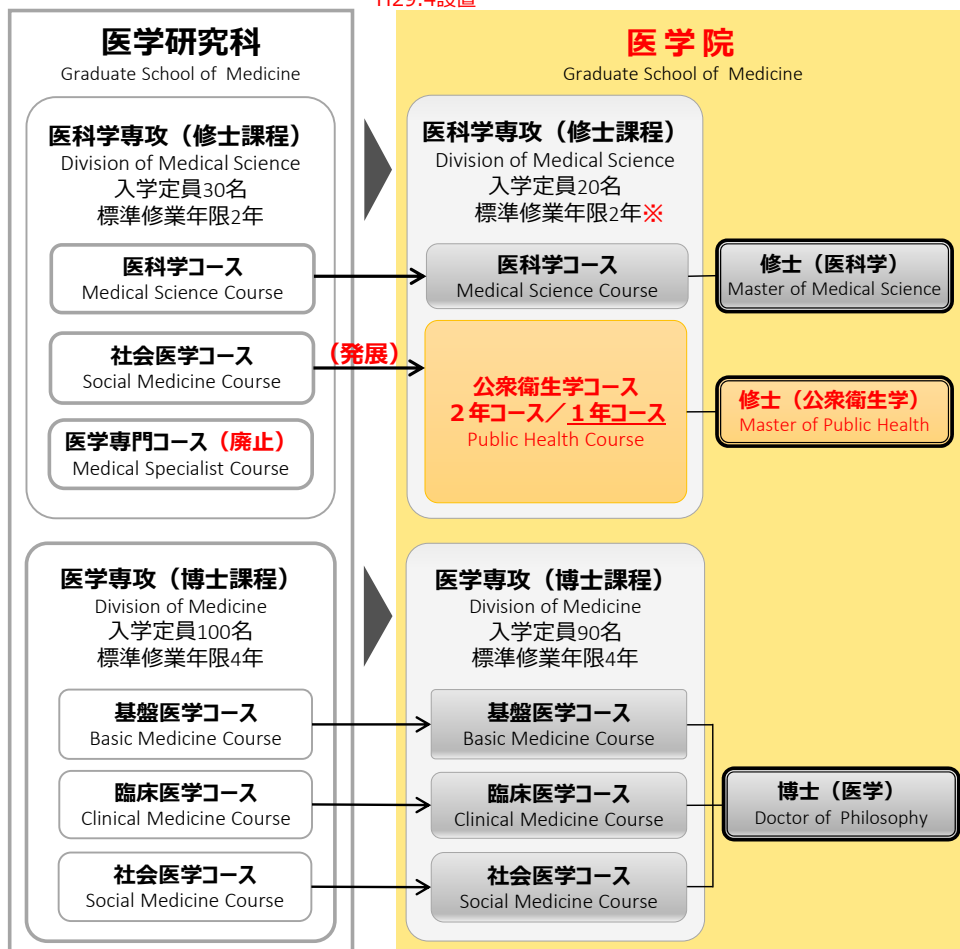 H29.4設置
医学研究科
Graduate School of Medicine
医科学専攻（修士課程）
Division of Medical Science
入学定員30名
標準修業年限2年
医科学コース
Medical Science Course
社会医学コース
Social Medicine Course
（発展）
医学専門コース（廃止）
Medical Specialist Course
医学専攻（博士課程）
Division of Medicine
入学定員100名
標準修業年限4年
基盤医学コース
Basic Medicine Course
臨床医学コース
Clinical Medicine Course
社会医学コース
Social Medicine Course
医学院
Graduate School of Medicine
医科学専攻（修士課程）
Division of Medical Science
入学定員20名
標準修業年限2年※
医科学コース
Medical Science Course
修士（医科学）
Master of Medical Science
公衆衛生学コース
２年コース／１年コース
Public Health Course
修士（公衆衛生学）
Master of Public Health
医学専攻（博士課程）
Division of Medicine
入学定員90名
標準修業年限4年
基盤医学コース
Basic Medicine Course
臨床医学コース
Clinical Medicine Course
社会医学コース
Social Medicine Course
博士（医学）
Doctor of Philosophy